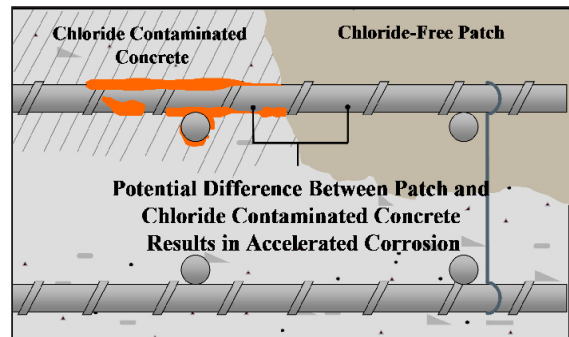 Chloride Contaminated
Concrete
Chloride-Free Patch
Potential Difference Between Patch and
Chloride Contaminated Concrete
Results in Accelerated Corrosion